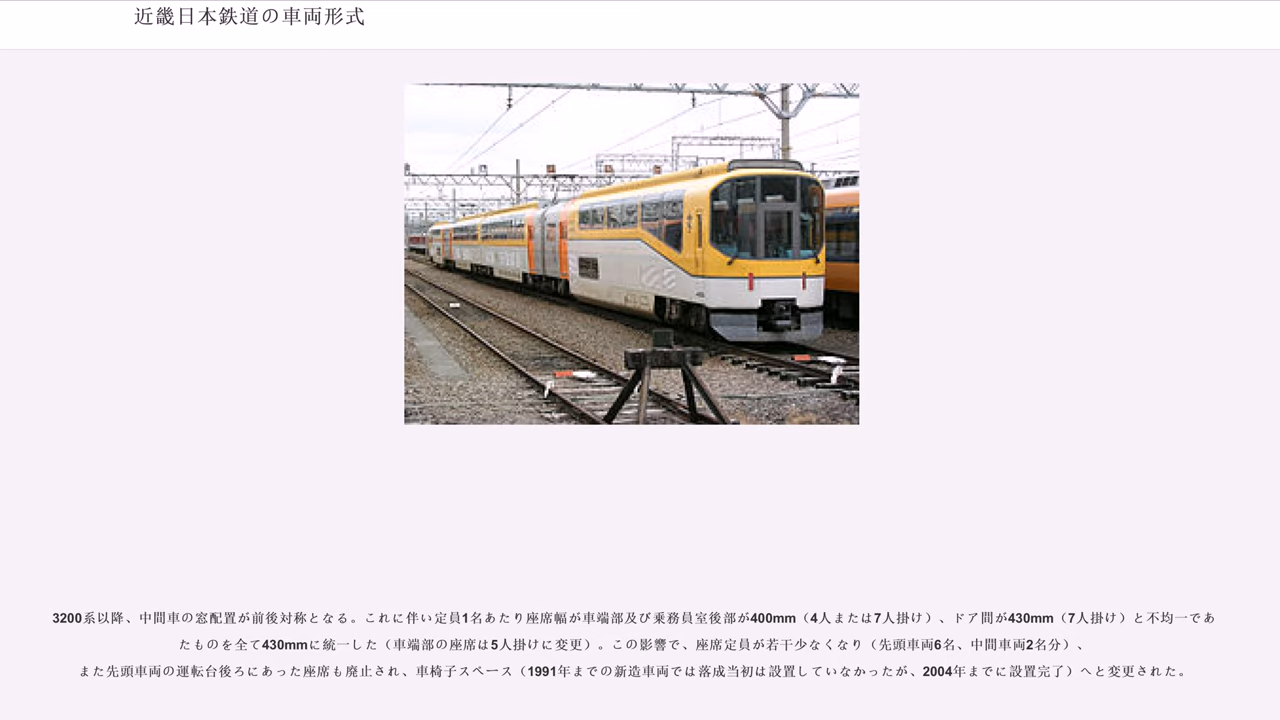 近畿日本鉄道の車両形式
3200系以降、中間車の窓配置が前後対称となる。これに伴い定員1名あたり座席幅が車端部及び乗務員室後部が400mm（4人または7人掛け）、ドア間が430mm（7人掛け）と不均一であ
たものを全て430mmに統一した（車端部の座席は5人掛けに変更）。この影響で、座席定員が若干少なくなり（先頭車両6名、中間車両2名分）、
また先頭車両の運転台後ろにあった座席も廃止され、車椅子スペース（1991年までの新造車両では落成当初は設置していなかったが、2004年までに設置完了）へと変更された。